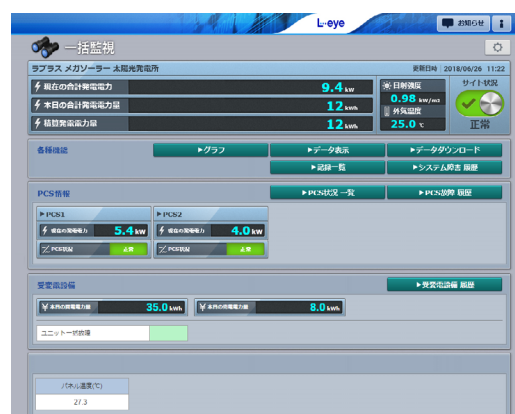 L·eye
お知らせ
一括監視
ラプラス メガソーラー 太陽光発電所
更新日時：2018/06/26 11:22
現在の合計発電電力 9.4 kw
本日の合計発電電力量 12 kwh
積算発電電力量 12 kwh
日射強度
0.98 kw/m2
外気温度
25.0 ℃
サイト状況
正常
各種機能
▶グラフ
▶データ表示
▶データダウンロード
▶記録一覧
▶システム障害 履歴
PCS情報
▶PCS状況 一覧
▶PCS故障 履歴
▶PCS1
現在の発電電力 5.4 kw
PCS状況 正常
▶PCS2
現在の発電電力 4.0 kw
PCS状況 正常
受変電設備
▶受変電設備 履歴
本日の買電電力量 35.0 kwh
本日の売電電力量 8.0 kwh
ユニット一括故障
パネル温度(℃)
27.3